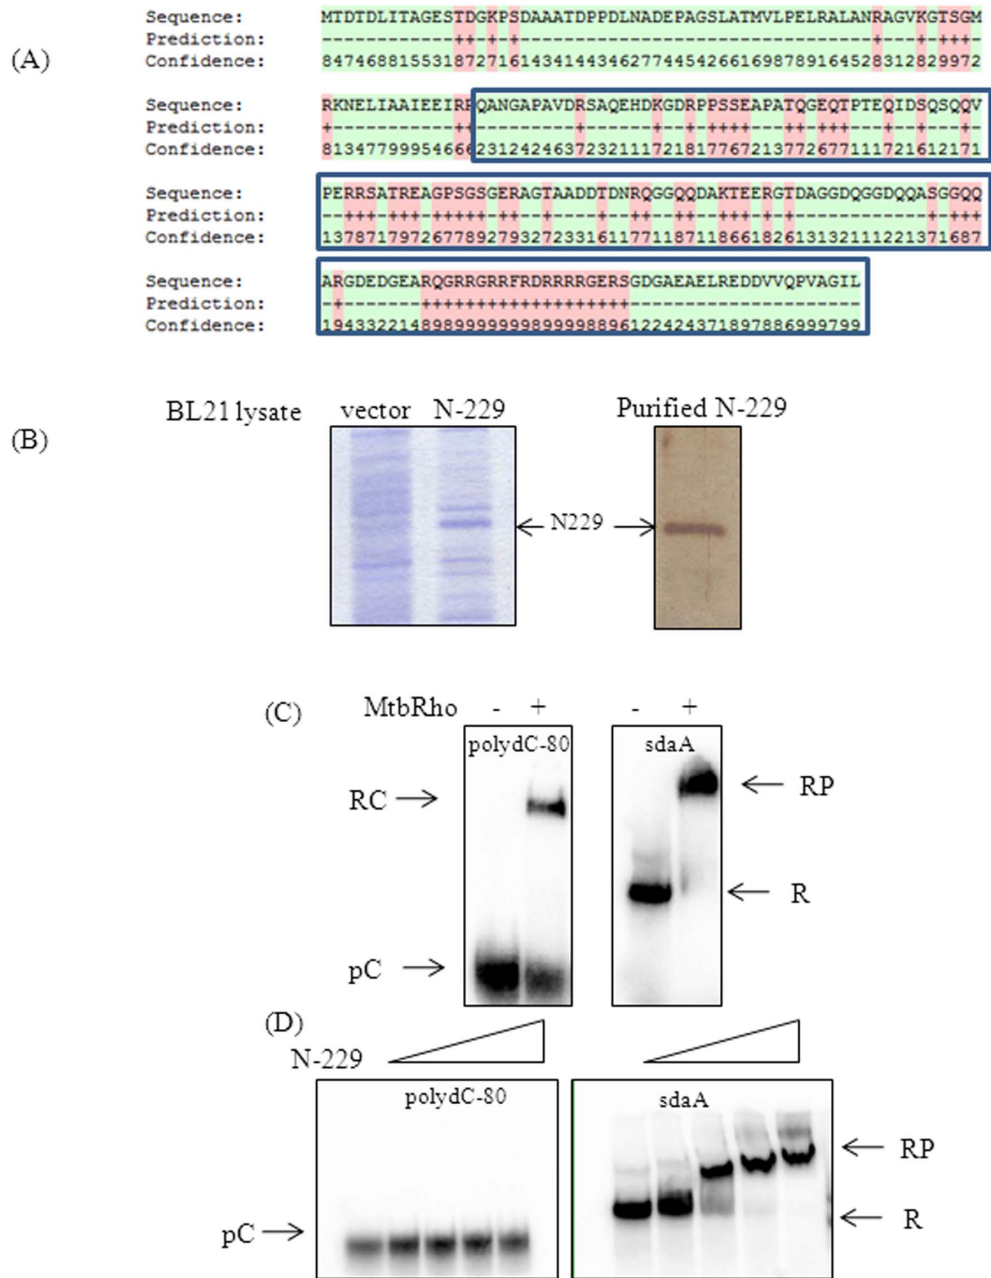 (A)
Sequence: MTDTDLITAGESTDGKPSDAAATDPPDLNADEPAGSLATMVLPELRALANRAGVKGTSGM
Prediction: ------------++-+-+--------------------------------+---+-+++-
Confidence: 847468815531872716143414434627744542661698789164528312829972
Sequence: RKNELIAAIEEIRRQANGAPAVDRSAQEHDKGDRPPSSEAPATQGEQTPTEQIDSQSQQV
Prediction: +-----------++---------+------+--+-++++---++-+++---+--+---+-
Confidence: 813477999546662312424637232111721817767213772677111721612171
Sequence: PERRSATREAGPSGSGERAGTAADDTDNRQGGQQDAKTEERGTDAGGDQGGDQQASGGQQ
Prediction: --+++-+++-+++++-++--+----+--++--++--+++-+-+------------+-+++
Confidence: 137871797267789279327233161177118711866182613132111221371687
Sequence: ARGDEDGEARQGRRGRRFRDRRRRGERSGDGAEAELREDDVVQPVAGIL
Prediction: -+-------+++++++++++++++++++---------------------
Confidence: 1943322148989999999899998896122424371897886999799
(B)
BL21 lysate vector N-229 Purified N-229
N229
(C)
MtbRho - + - +
polydC-80 sdaA
RC RP
R
pC
(D)
N-229
polydC-80 sdaA
RP
pC R